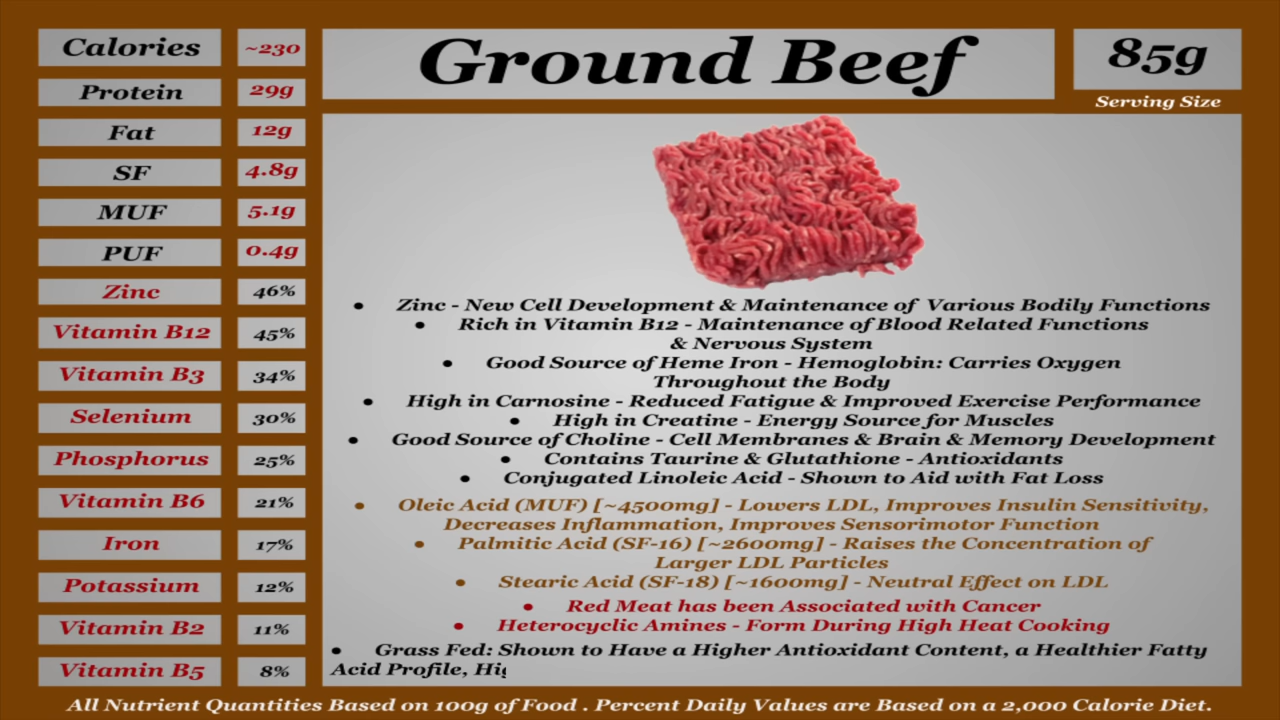 Ground Beef
85g
Serving Size
Calories ~230
Protein 29g
Fat 12g
SF 4.8g
MUF 5.1g
PUF 0.4g
Zinc 46%
Vitamin B12 45%
Vitamin B3 34%
Selenium 30%
Phosphorus 25%
Vitamin B6 21%
Iron 17%
Potassium 12%
Vitamin B2 11%
Vitamin B5 8%
● Zinc - New Cell Development & Maintenance of Various Bodily Functions
● Rich in Vitamin B12 - Maintenance of Blood Related Functions
& Nervous System
● Good Source of Heme Iron - Hemoglobin: Carries Oxygen
Throughout the Body
● High in Carnosine - Reduced Fatigue & Improved Exercise Performance
● High in Creatine - Energy Source for Muscles
● Good Source of Choline - Cell Membranes & Brain & Memory Development
● Contains Taurine & Glutathione - Antioxidants
● Conjugated Linoleic Acid - Shown to Aid with Fat Loss
● Oleic Acid (MUF) [~4500mg] - Lowers LDL, Improves Insulin Sensitivity,
Decreases Inflammation, Improves Sensorimotor Function
● Palmitic Acid (SF-16) [~2600mg] - Raises the Concentration of
Larger LDL Particles
● Stearic Acid (SF-18) [~1600mg] - Neutral Effect on LDL
● Red Meat has been Associated with Cancer
● Heterocyclic Amines - Form During High Heat Cooking
● Grass Fed: Shown to Have a Higher Antioxidant Content, a Healthier Fatty
Acid Profile,
All Nutrient Quantities Based on 100g of Food . Percent Daily Values are Based on a 2,000 Calorie Diet.